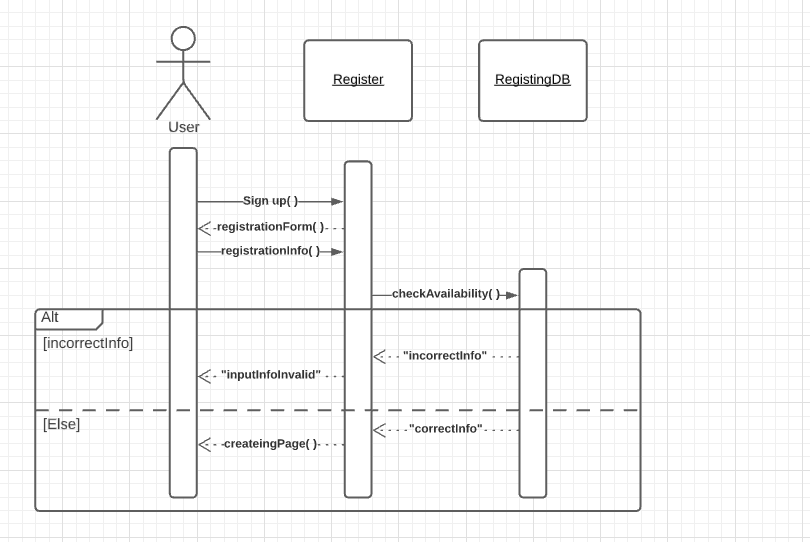 Register
RegistingDB
User
Sign up( )
registrationForm( )
registrationInfo( )
checkAvailability( )
Alt
[incorrectInfo]
"incorrectInfo"
"inputInfoInvalid"
[Else]
"correctInfo"
createingPage( )